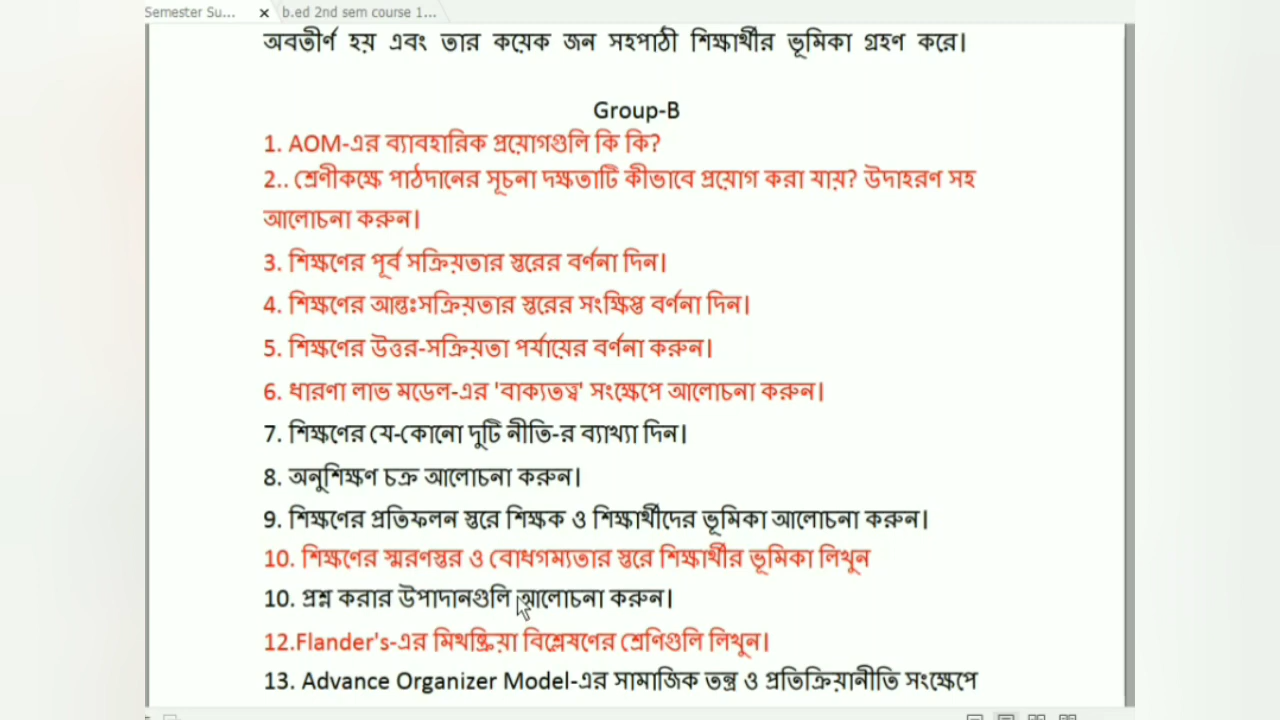 Semester Su... × b.ed 2nd sem course 1...
অবতীর্ণ হয় এবং তার কয়েক জন সহপাঠী শিক্ষার্থীর ভূমিকা গ্রহণ করে।
Group-B
1. AOM-এর ব্যাবহারিক প্রয়োগগুলি কি কি?
2.. শ্রেণীকক্ষে পাঠদানের সূচনা দক্ষতাটি কীভাবে প্রয়োগ করা যায়? উদাহরণ সহ
আলোচনা করুন।
3. শিক্ষণের পূর্ব সক্রিয়তার স্তরের বর্ণনা দিন।
4. শিক্ষণের আন্তঃসক্রিয়তার স্তরের সংক্ষিপ্ত বর্ণনা দিন।
5. শিক্ষণের উত্তর-সক্রিয়তা পর্যায়ের বর্ণনা করুন।
6. ধারণা লাভ মডেল-এর 'বাক্যতত্ত্ব' সংক্ষেপে আলোচনা করুন।
7. শিক্ষণের যে-কোনো দুটি নীতি-র ব্যাখ্যা দিন।
8. অনুশিক্ষণ চক্র আলোচনা করুন।
9. শিক্ষণের প্রতিফলন স্তরে শিক্ষক ও শিক্ষার্থীদের ভূমিকা আলোচনা করুন।
10. শিক্ষণের স্মরণস্তর ও বোধগম্যতার স্তরে শিক্ষার্থীর ভূমিকা লিখুন
10. প্রশ্ন করার উপাদানগুলি আলোচনা করুন।
12.Flander's-এর মিথষ্ক্রিয়া বিশ্লেষণের শ্রেণিগুলি লিখুন।
13. Advance Organizer Model-এর সামাজিক তন্ত্র ও প্রতিক্রিয়ানীতি সংক্ষেপে